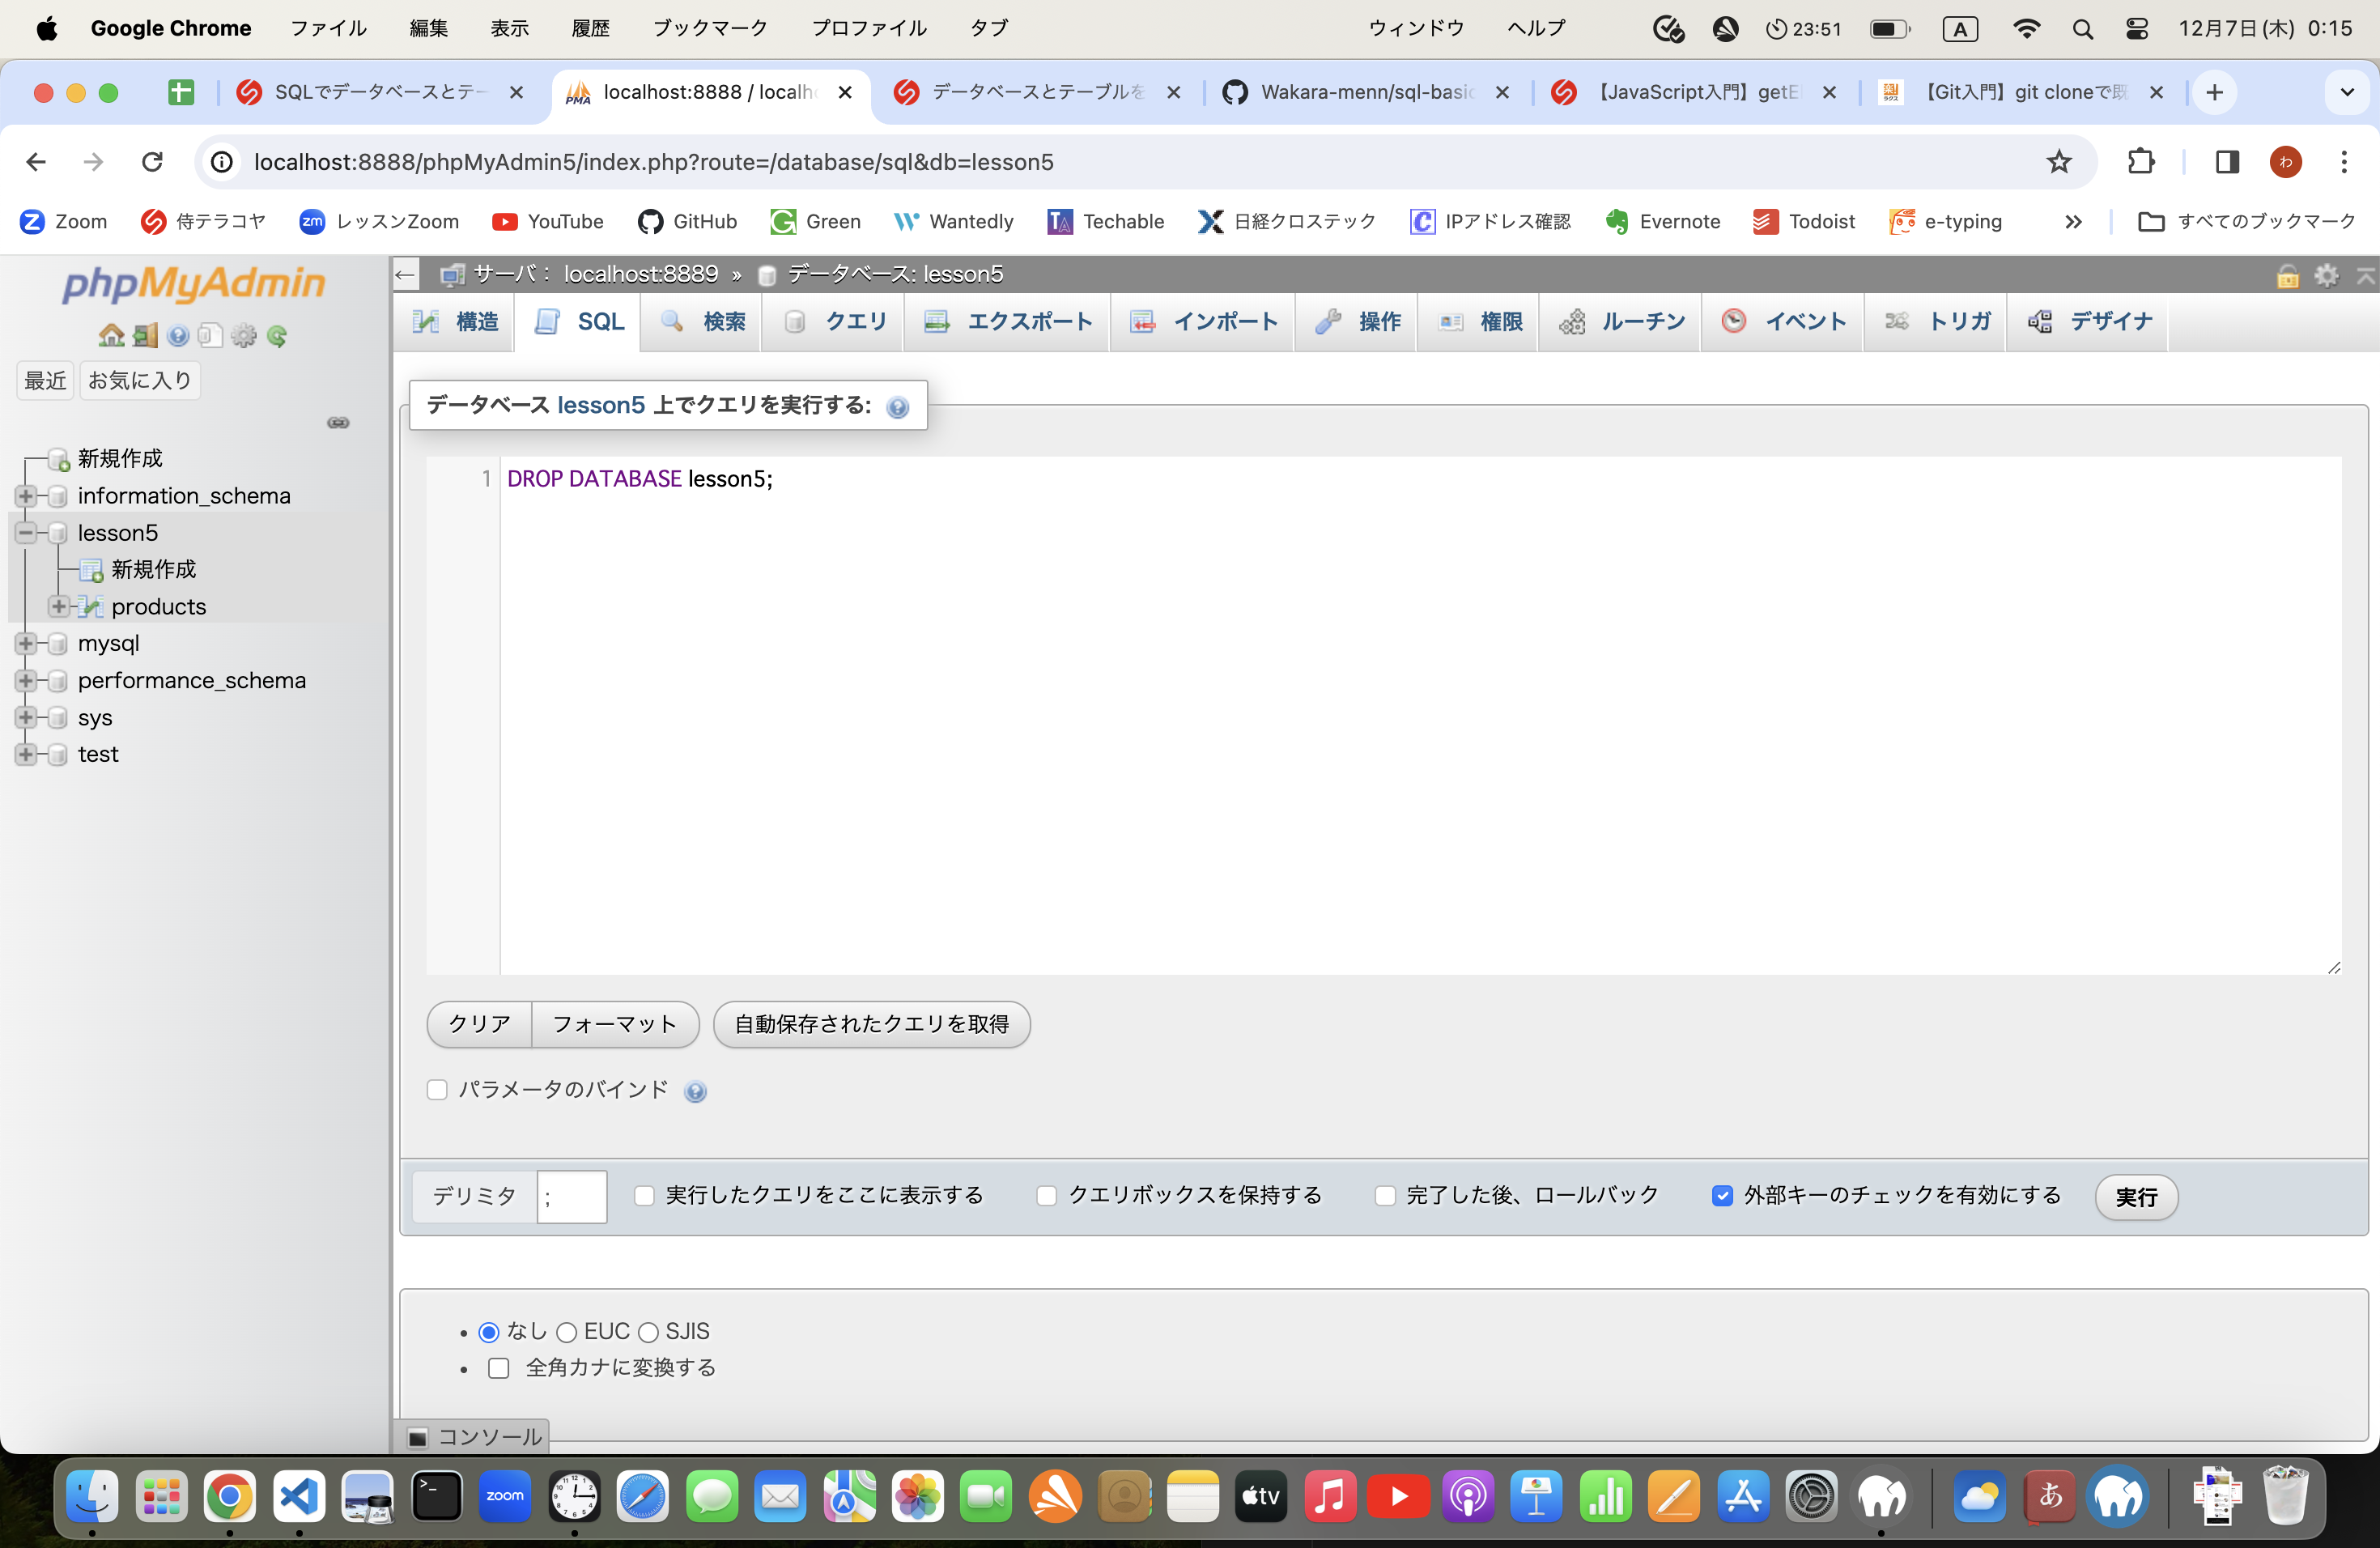 Google Chrome ファイル 編集 表示 履歴 ブックマーク プロファイル タブ ウィンドウ ヘルプ 23:51 A 12月7日(木) 0:15
SQLでデータベースとテー
PMA localhost:8888 / localh
データベースとテーブルを
Wakara-menn/sql-basic
【JavaScript入門】getE
【Git入門】git cloneで既
localhost:8888/phpMyAdmin5/index.php?route=/database/sql&db=lesson5
わ
Zoom 侍テラコヤ zm レッスンZoom YouTube GitHub Green Wantedly Techable 日経クロステック IPアドレス確認 Evernote Todoist e-typing すべてのブックマーク
phpMyAdmin
最近 お気に入り
新規作成
information_schema
lesson5
新規作成
products
mysql
performance_schema
sys
test
サーバ: localhost:8889 » データベース: lesson5
構造 SQL 検索 クエリ エクスポート インポート 操作 権限 ルーチン イベント トリガ デザイナ
データベース lesson5 上でクエリを実行する:
1 DROP DATABASE lesson5;
クリア フォーマット 自動保存されたクエリを取得
パラメータのバインド
デリミタ ; 実行したクエリをここに表示する クエリボックスを保持する 完了した後、ロールバック 外部キーのチェックを有効にする 実行
• なし EUC SJIS
• 全角カナに変換する
コンソール
zoom tv あ